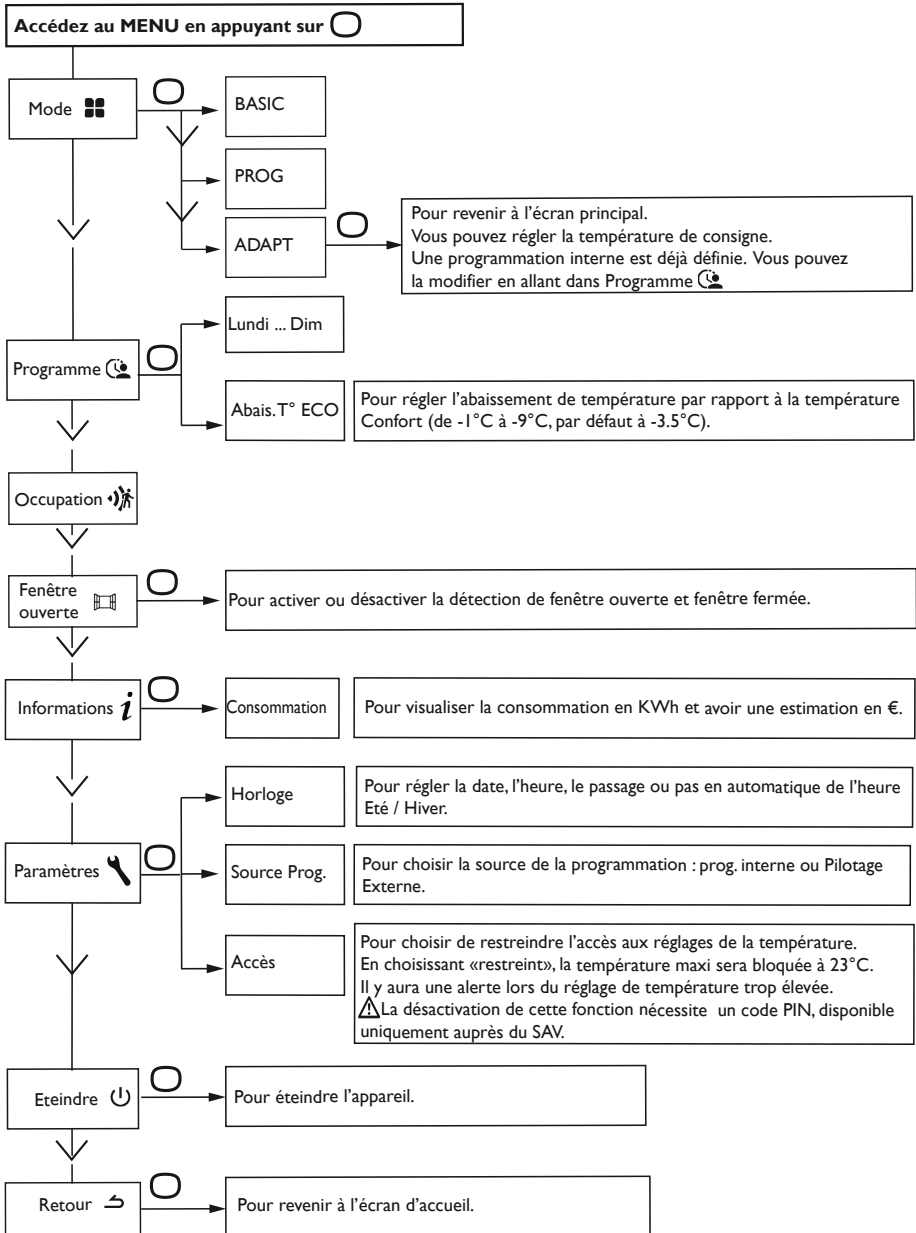 Accédez au MENU en appuyant sur
Mode
BASIC
PROG
ADAPT
Pour revenir à l'écran principal.
Vous pouvez régler la température de consigne.
Une programmation interne est déjà définie. Vous pouvez
la modifier en allant dans Programme
Programme
Lundi ... Dim
Abais.T° ECO
Pour régler l'abaissement de température par rapport à la température
Confort (de -1°C à -9°C, par défaut à -3.5°C).
Occupation
Fenêtre
ouverte
Pour activer ou désactiver la détection de fenêtre ouverte et fenêtre fermée.
Informations i
Consommation
Pour visualiser la consommation en KWh et avoir une estimation en €.
Paramètres
Horloge
Pour régler la date, l'heure, le passage ou pas en automatique de l'heure
Eté / Hiver.
Source Prog.
Pour choisir la source de la programmation : prog. interne ou Pilotage
Externe.
Accès
Pour choisir de restreindre l'accès aux réglages de la température.
En choisissant «restreint», la température maxi sera bloquée à 23°C.
Il y aura une alerte lors du réglage de température trop élevée.
⚠La désactivation de cette fonction nécessite un code PIN, disponible
uniquement auprès du SAV.
Eteindre
Pour éteindre l'appareil.
Retour
Pour revenir à l'écran d'accueil.